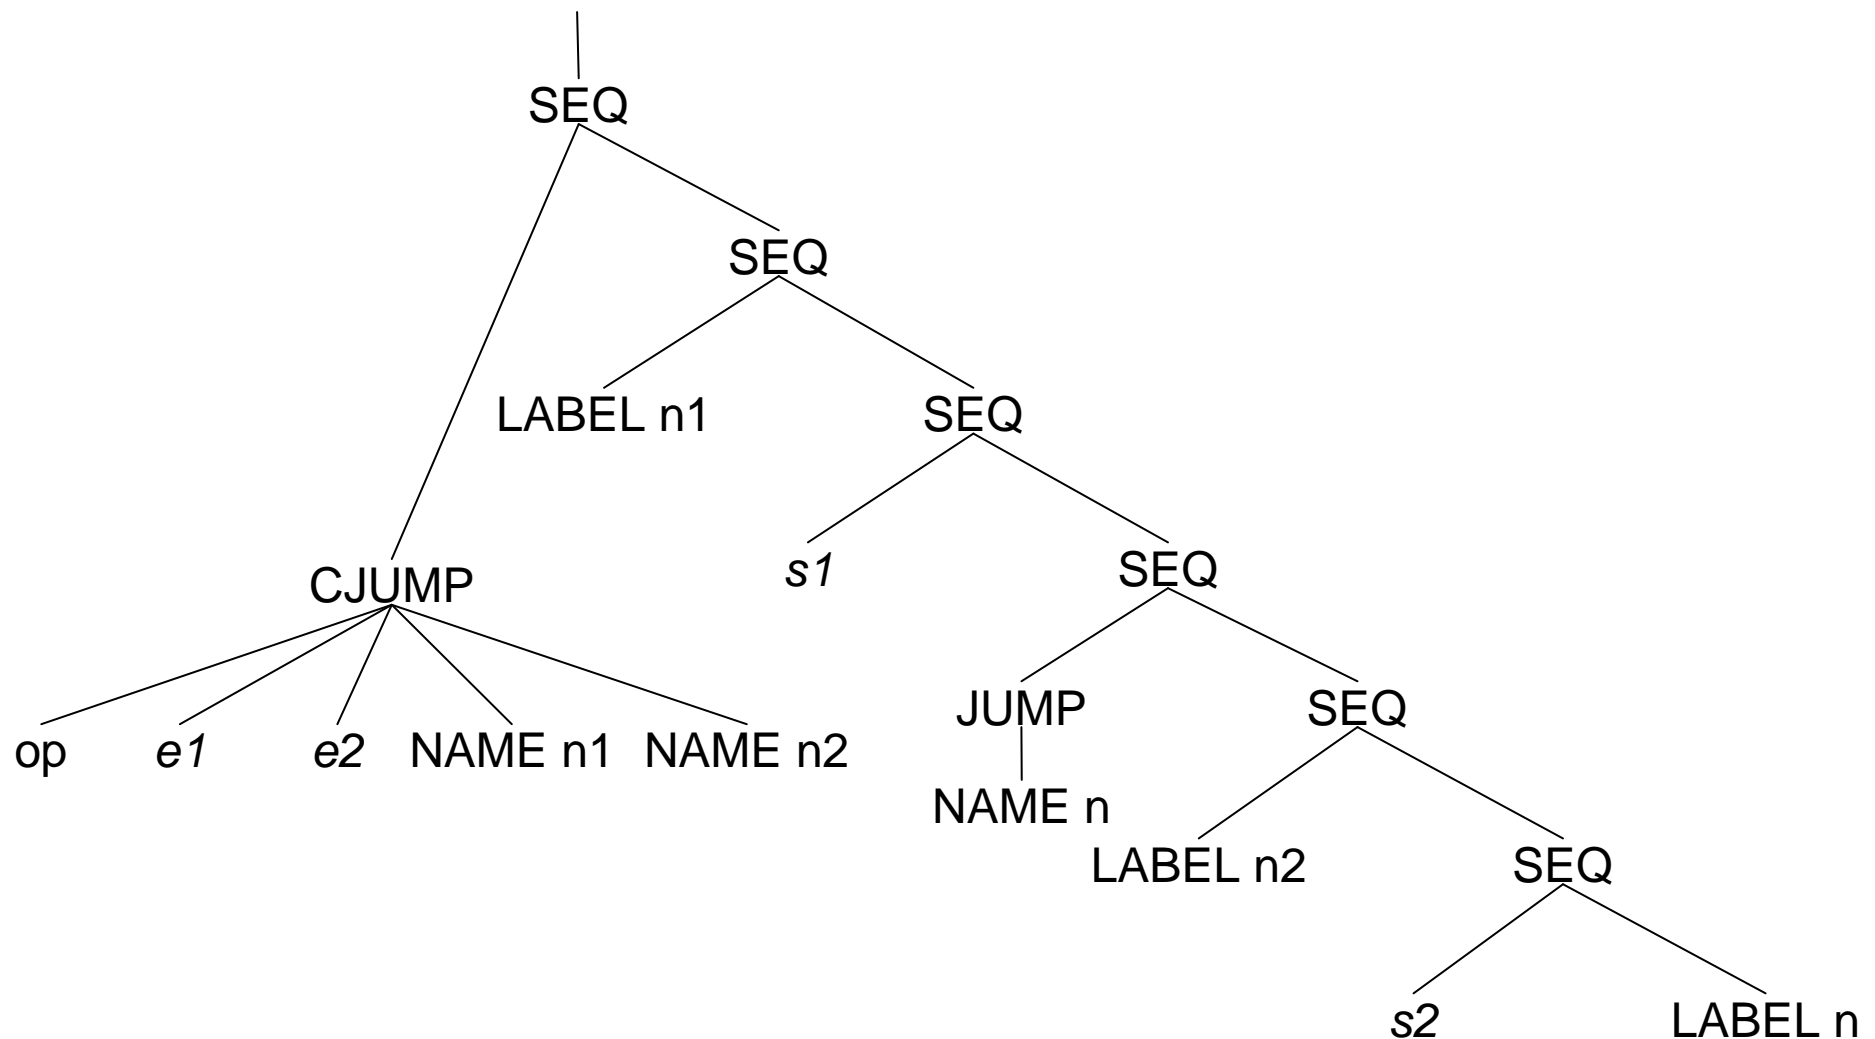 SEQ
SEQ
LABEL n1
SEQ
s1
SEQ
CJUMP
op e1 e2 NAME n1 NAME n2
JUMP
SEQ
NAME n
LABEL n2
SEQ
s2
LABEL n